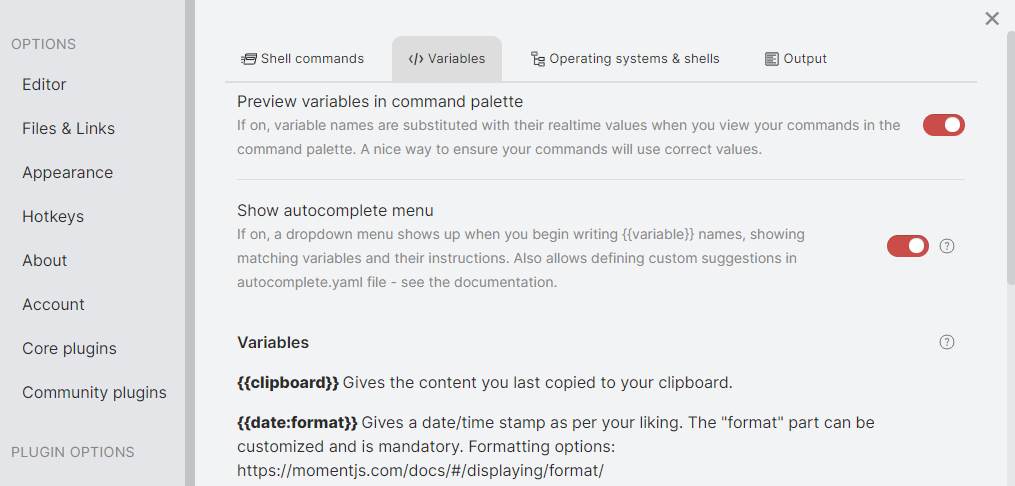 OPTIONS
Editor
Files & Links
Appearance
Hotkeys
About
Account
Core plugins
Community plugins
PLUGIN OPTIONS
Shell commands
Variables
Operating systems & shells
Output
Preview variables in command palette
If on, variable names are substituted with their realtime values when you view your commands in the
command palette. A nice way to ensure your commands will use correct values.
Show autocomplete menu
If on, a dropdown menu shows up when you begin writing {{variable}} names, showing
matching variables and their instructions. Also allows defining custom suggestions in
autocomplete.yaml file - see the documentation.
Variables
{{clipboard}} Gives the content you last copied to your clipboard.
{{date:format}} Gives a date/time stamp as per your liking. The "format" part can be
customized and is mandatory. Formatting options:
https://momentjs.com/docs/#/displaying/format/